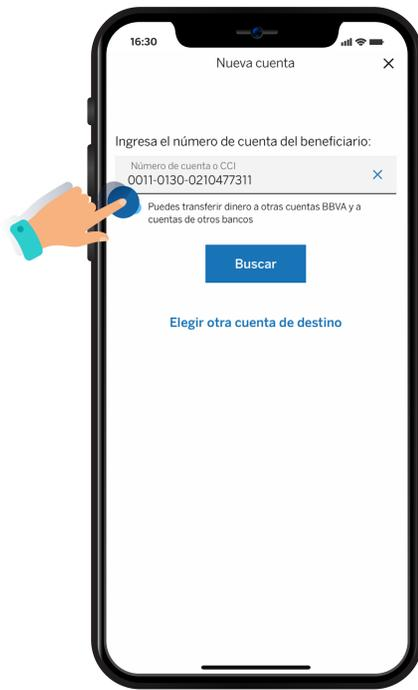 16:30
Nueva cuenta
Ingresa el número de cuenta del beneficiario:
Número de cuenta o CCI
0011-0130-0210477311
Puedes transferir dinero a otras cuentas BBVA y a
cuentas de otros bancos
Buscar
Elegir otra cuenta de destino